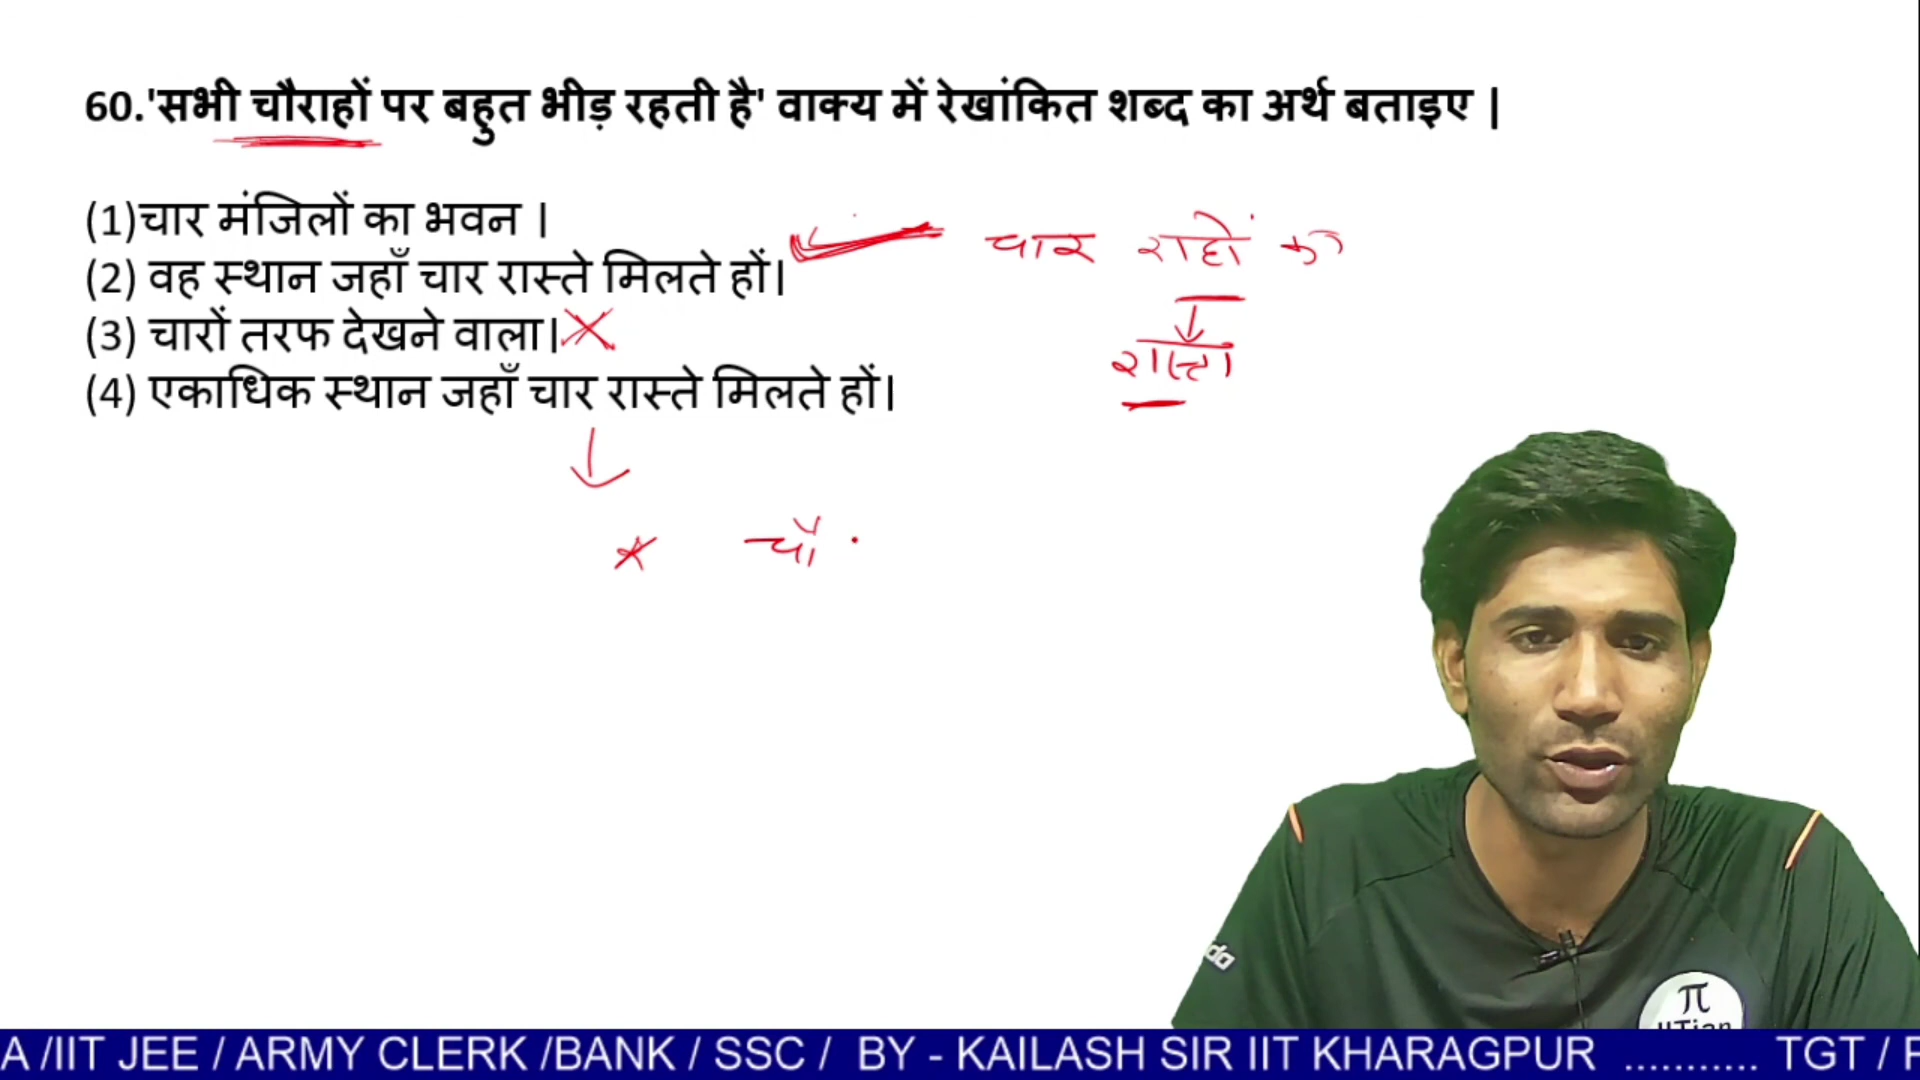 60.'सभी चौराहों पर बहुत भीड़ रहती है' वाक्य में रेखांकित शब्द का अर्थ बताइए |
(1)चार मंजिलों का भवन |
(2) वह स्थान जहाँ चार रास्ते मिलते हों|
चार राहों का
(3) चारों तरफ देखने वाला|
रास्ता
(4) एकाधिक स्थान जहाँ चार रास्ते मिलते हों|
चौ
do
π
A /IIT JEE / ARMY CLERK /BANK / SSC / BY - KAILASH SIR IIT KHARAGPUR ........... TGT /